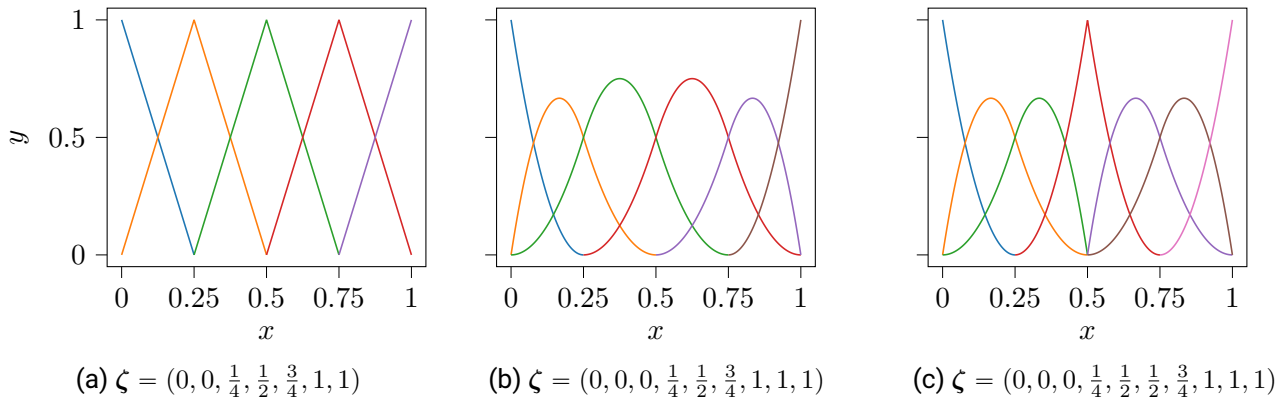 1
0.5
0
y
0 0.25 0.5 0.75 1
x
0 0.25 0.5 0.75 1
x
0 0.25 0.5 0.75 1
x
(a) ζ = (0, 0, 1/4, 1/2, 3/4, 1, 1)
(b) ζ = (0, 0, 0, 1/4, 1/2, 3/4, 1, 1, 1)
(c) ζ = (0, 0, 0, 1/4, 1/2, 1/2, 3/4, 1, 1, 1)